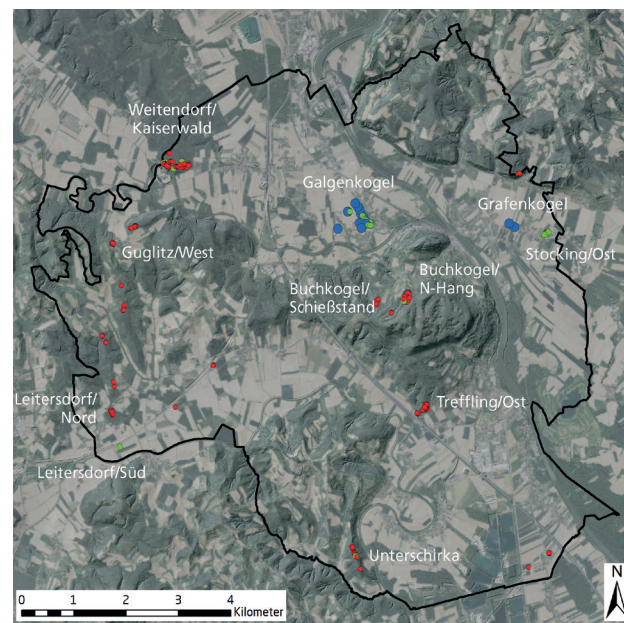 Weitendorf/
Kaiserwald
Galgenkogel
Grafenkogel
Stocking/Ost
Guglitz/West
Buchkogel/
N-Hang
Buchkogel/
Schießstand
Leitersdorf/
Nord
Treffling/Ost
Leitersdorf/Süd
Unterschirka
N
0 1 2 3 4
Kilometer